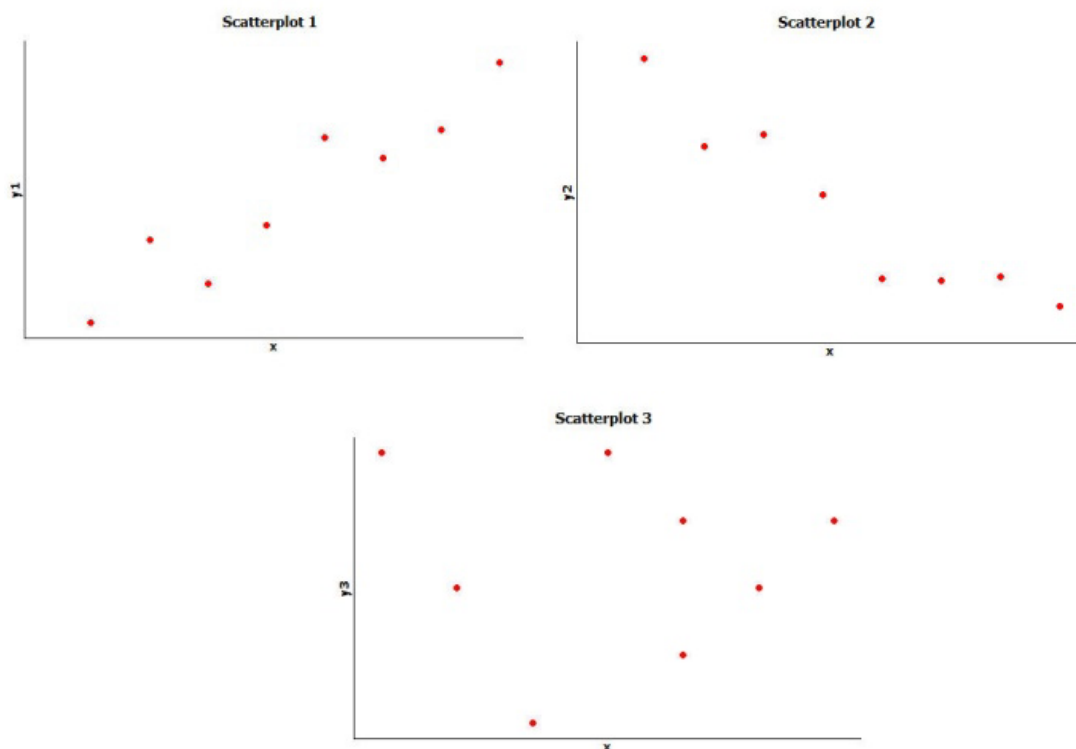 Scatterplot 1
Scatterplot 2
y1
y2
x
x
Scatterplot 3
y3
x